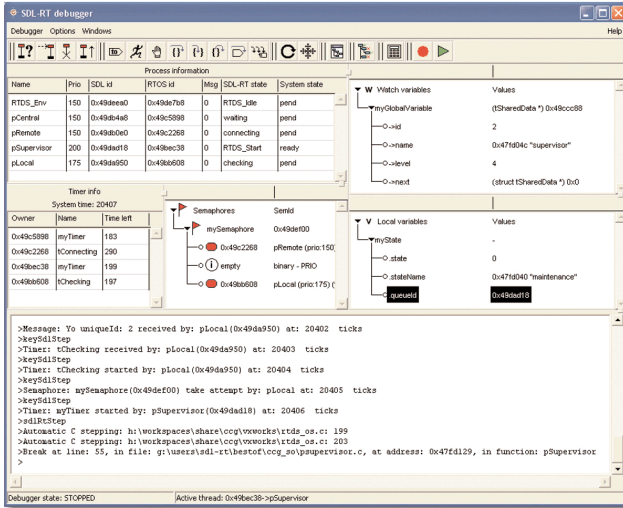 SDL-RT debugger
Debugger Options Windows Help
Process information
Name Prio SDL id RTOS id Msg SDL-RT state System state
RTDS_Env 150 0x49deea0 0x49de7b8 0 RTDS_Idle pend
pCentral 150 0x49db4a8 0x49c5898 0 waiting pend
pRemote 150 0x49db0e0 0x49c2268 0 connecting pend
pSupervisor 200 0x49dad18 0x49bec38 0 RTDS_Start ready
pLocal 175 0x49da950 0x49bb608 0 checking pend
W Watch variables Values
myGlobalVariable (tSharedData *) 0x49ccc88
->id 2
->name 0x47fd04c "supervisor"
->level 4
->next (struct tSharedData *) 0x0
Timer info
System time: 20407
Owner Name Time left
0x49c5898 myTimer 183
0x49c2268 tConnecting 290
0x49bec38 myTimer 199
0x49bb608 tChecking 197
Semaphores SemId
mySemaphore 0x49def00
0x49c2268 pRemote (prio:150)
empty binary - PRIO
0x49bb608 pLocal (prio:175) (
V Local variables Values
myState -
.state 0
.stateName 0x47fd040 "maintenance"
.queueId 0x49dad18
>Message: Yo uniqueId: 2 received by: pLocal(0x49da950) at: 20402 ticks
>keySdlStep
>Timer: tChecking received by: pLocal(0x49da950) at: 20403 ticks
>keySdlStep
>Timer: tChecking started by: pLocal(0x49da950) at: 20404 ticks
>keySdlStep
>Semaphore: mySemaphore(0x49def00) take attempt by: pLocal at: 20405 ticks
>keySdlStep
>Timer: myTimer started by: pSupervisor(0x49dad18) at: 20406 ticks
>sdlRtStep
>Automatic C stepping: h:\workspaces\share\ccg\vxworks\rtds_os.c: 199
>Automatic C stepping: h:\workspaces\share\ccg\vxworks\rtds_os.c: 203
>Break at line: 55, in file: g:\users\sdl-rt\bestof\ccg_so\psupervisor.c, at address: 0x47fd129, in function: pSupervisor
>
Debugger state: STOPPED Active thread: 0x49bec38->pSupervisor